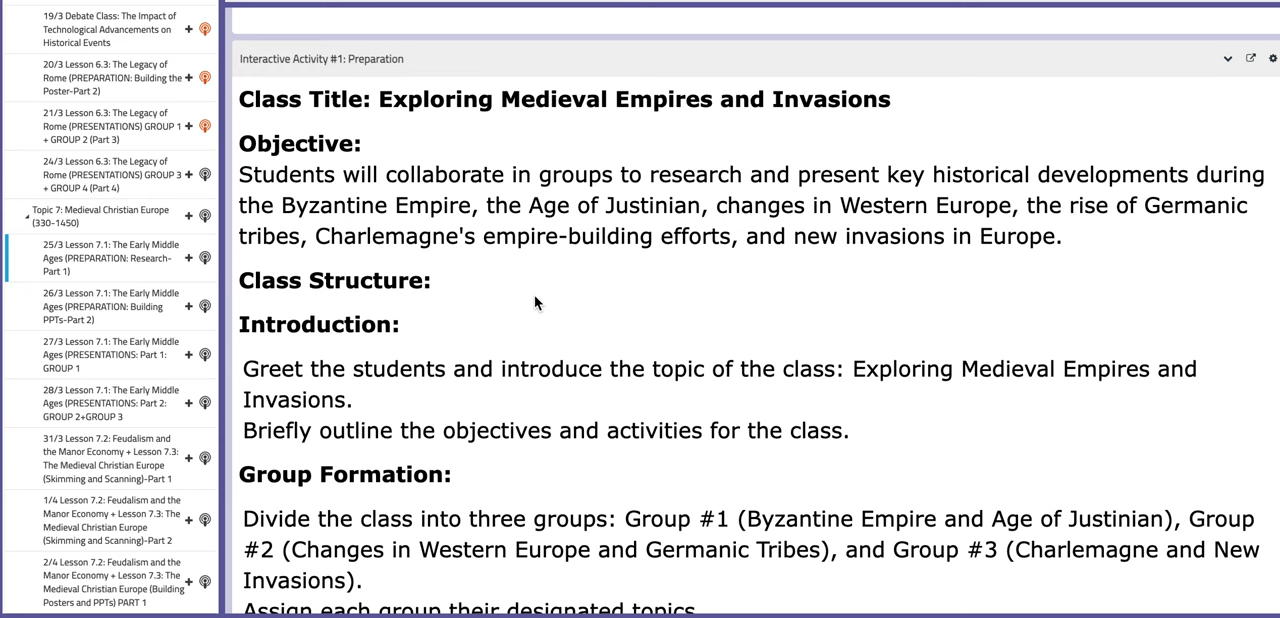 19/3 Debate Class: The Impact of
Technological Advancements on
Historical Events
20/3 Lesson 6.3: The Legacy of
Rome (PREPARATION: Building the
Poster-Part 2)
21/3 Lesson 6.3: The Legacy of
Rome (PRESENTATIONS) GROUP 1
+ GROUP 2 (Part 3)
24/3 Lesson 6.3: The Legacy of
Rome (PRESENTATIONS) GROUP 3
+ GROUP 4 (Part 4)
Topic 7: Medieval Christian Europe
(330-1450)
25/3 Lesson 7.1: The Early Middle
Ages (PREPARATION: Research-
Part 1)
26/3 Lesson 7.1: The Early Middle
Ages (PREPARATION: Building
PPTs-Part 2)
27/3 Lesson 7.1: The Early Middle
Ages (PRESENTATIONS: Part 1:
GROUP 1
28/3 Lesson 7.1: The Early Middle
Ages (PRESENTATIONS: Part 2:
GROUP 2+GROUP 3
31/3 Lesson 7.2: Feudalism and
the Manor Economy + Lesson 7.3:
The Medieval Christian Europe
(Skimming and Scanning)-Part 1
1/4 Lesson 7.2: Feudalism and the
Manor Economy + Lesson 7.3: The
Medieval Christian Europe
(Skimming and Scanning)-Part 2
2/4 Lesson 7.2: Feudalism and the
Manor Economy + Lesson 7.3: The
Medieval Christian Europe (Building
Posters and PPTs) PART 1
Interactive Activity #1: Preparation
Class Title: Exploring Medieval Empires and Invasions
Objective:
Students will collaborate in groups to research and present key historical developments during
the Byzantine Empire, the Age of Justinian, changes in Western Europe, the rise of Germanic
tribes, Charlemagne's empire-building efforts, and new invasions in Europe.
Class Structure:
Introduction:
Greet the students and introduce the topic of the class: Exploring Medieval Empires and
Invasions.
Briefly outline the objectives and activities for the class.
Group Formation:
Divide the class into three groups: Group #1 (Byzantine Empire and Age of Justinian), Group
#2 (Changes in Western Europe and Germanic Tribes), and Group #3 (Charlemagne and New
Invasions).
Assign each group their designated topics.